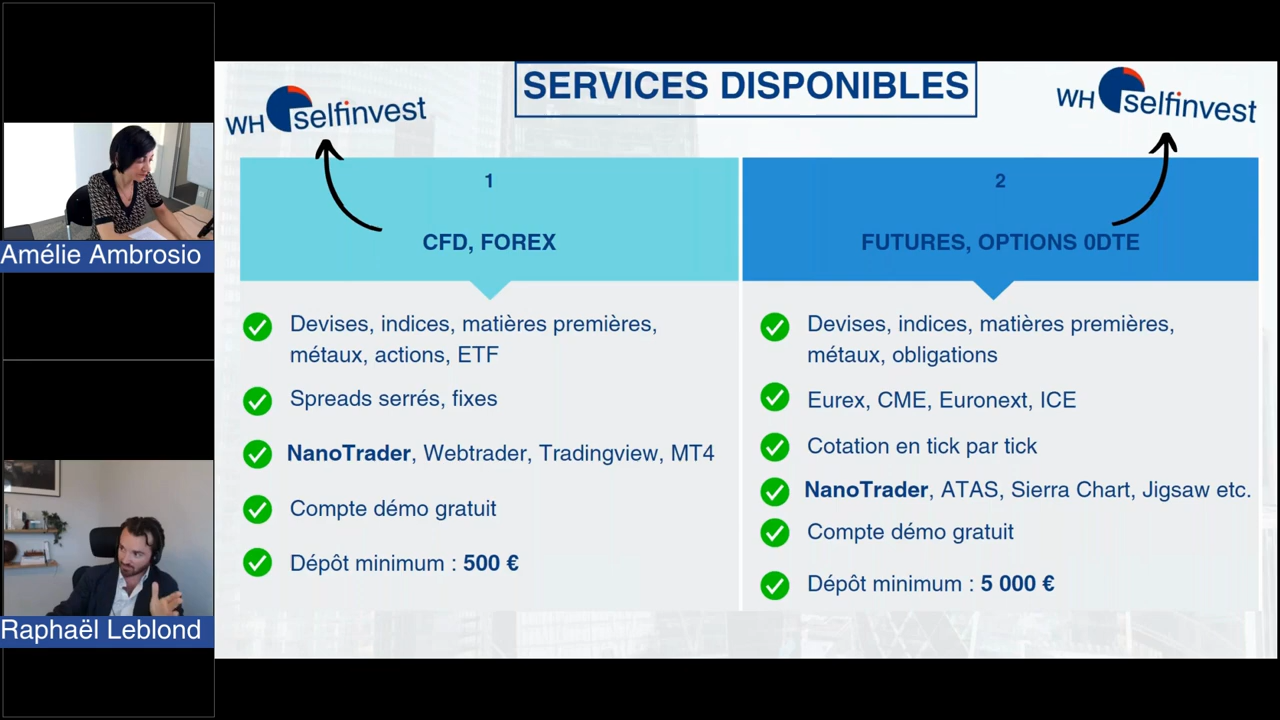 Amélie Ambrosio
Raphaël Leblond
SERVICES DISPONIBLES
WH selfinvest
WH selfinvest
1
CFD, FOREX
Devises, indices, matières premières,
métaux, actions, ETF
Spreads serrés, fixes
NanoTrader, Webtrader, Tradingview, MT4
Compte démo gratuit
Dépôt minimum : 500 €
2
FUTURES, OPTIONS 0DTE
Devises, indices, matières premières,
métaux, obligations
Eurex, CME, Euronext, ICE
Cotation en tick par tick
NanoTrader, ATAS, Sierra Chart, Jigsaw etc.
Compte démo gratuit
Dépôt minimum : 5 000 €